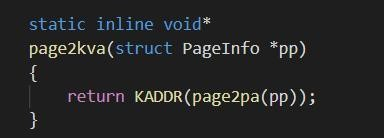 static inline void*
page2kva(struct PageInfo *pp)
{
    return KADDR(page2pa(pp));
}